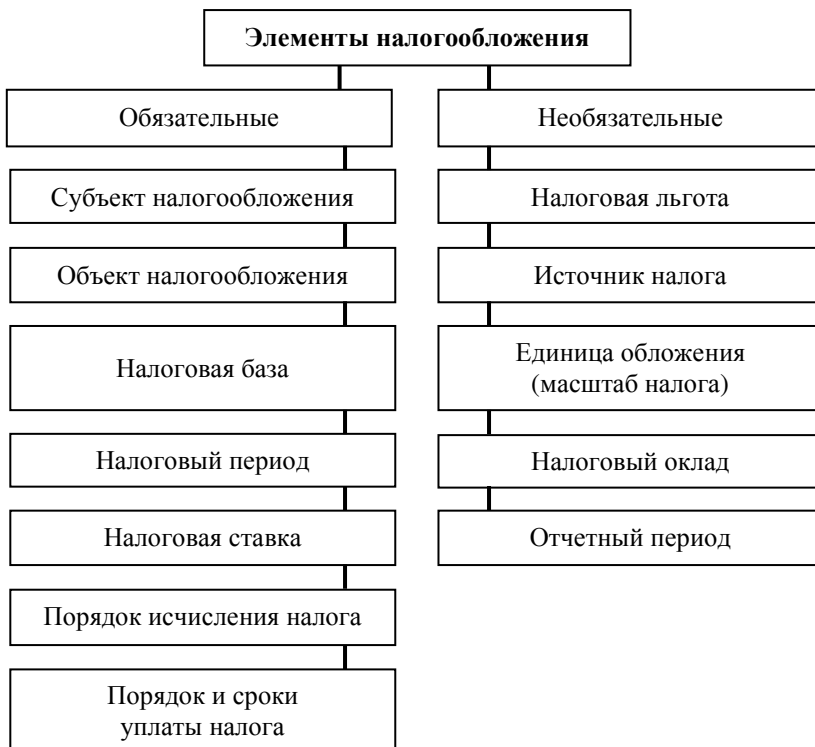 Элементы налогообложения
Обязательные
Необязательные
Субъект налогообложения
Налоговая льгота
Объект налогообложения
Источник налога
Налоговая база
Единица обложения
(масштаб налога)
Налоговый период
Налоговый оклад
Налоговая ставка
Отчетный период
Порядок исчисления налога
Порядок и сроки
уплаты налога